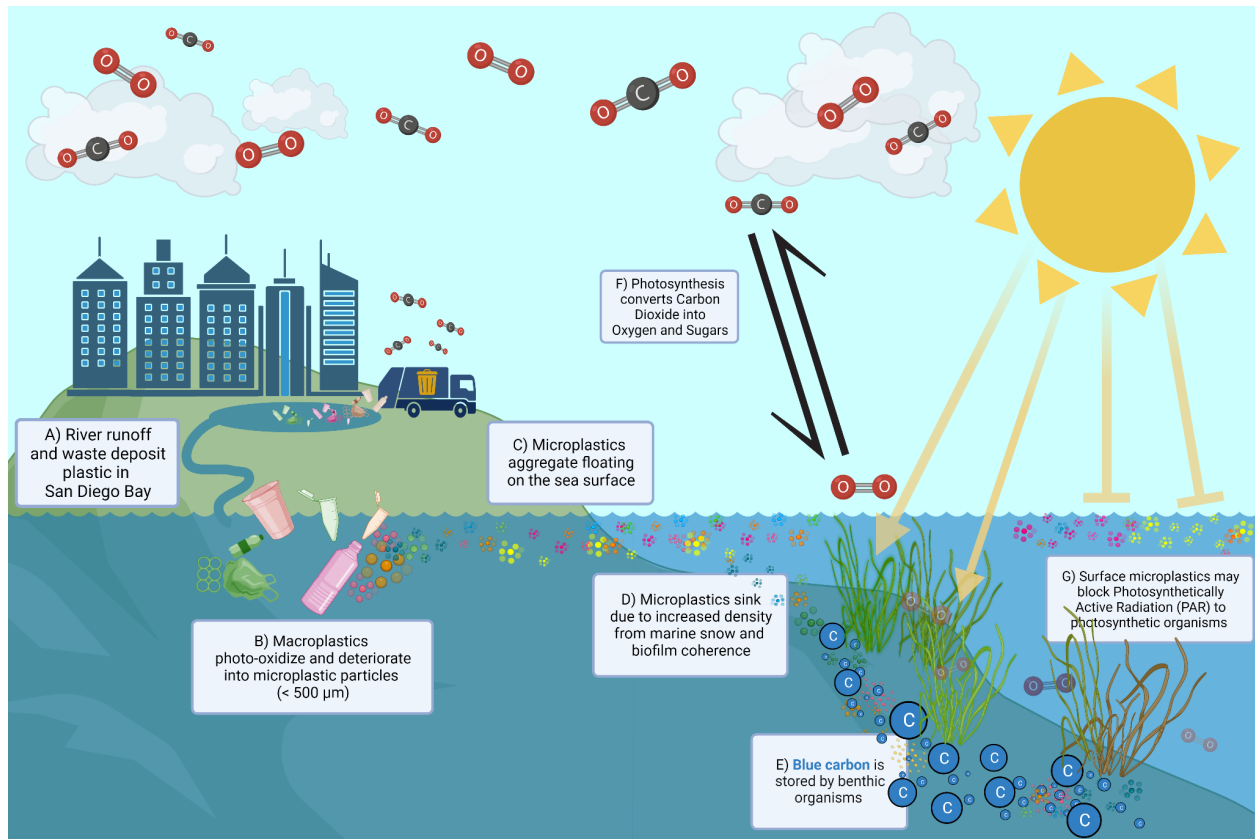 F) Photosynthesis
converts Carbon
Dioxide into
Oxygen and Sugars
A) River runoff
and waste deposit
plastic in
San Diego Bay
C) Microplastics
aggregate floating
on the sea surface
B) Macroplastics
photo-oxidize and deteriorate
into microplastic particles
(< 500 μm)
D) Microplastics sink
due to increased density
from marine snow and
biofilm coherence
G) Surface microplastics may
block Photosynthetically
Active Radiation (PAR) to
photosynthetic organisms
E) Blue carbon is
stored by benthic
organisms
O C O
O O
O C O
O O
O C O
O O
O C O
O O
O C O
O C O
O C O
O C O
O C O
O O
O O
O O
O O
O O
C
C
C
C
C
C
C
C
C
C